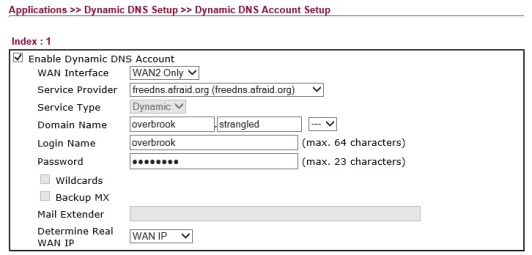 Applications >> Dynamic DNS Setup >> Dynamic DNS Account Setup
Index : 1
Enable Dynamic DNS Account
WAN Interface WAN2 Only
Service Provider freedns.afraid.org (freedns.afraid.org)
Service Type Dynamic
Domain Name overbrook . strangled ---
Login Name overbrook (max. 64 characters)
Password ●●●●●●●● (max. 23 characters)
Wildcards
Backup MX
Mail Extender
Determine Real
WAN IP WAN IP